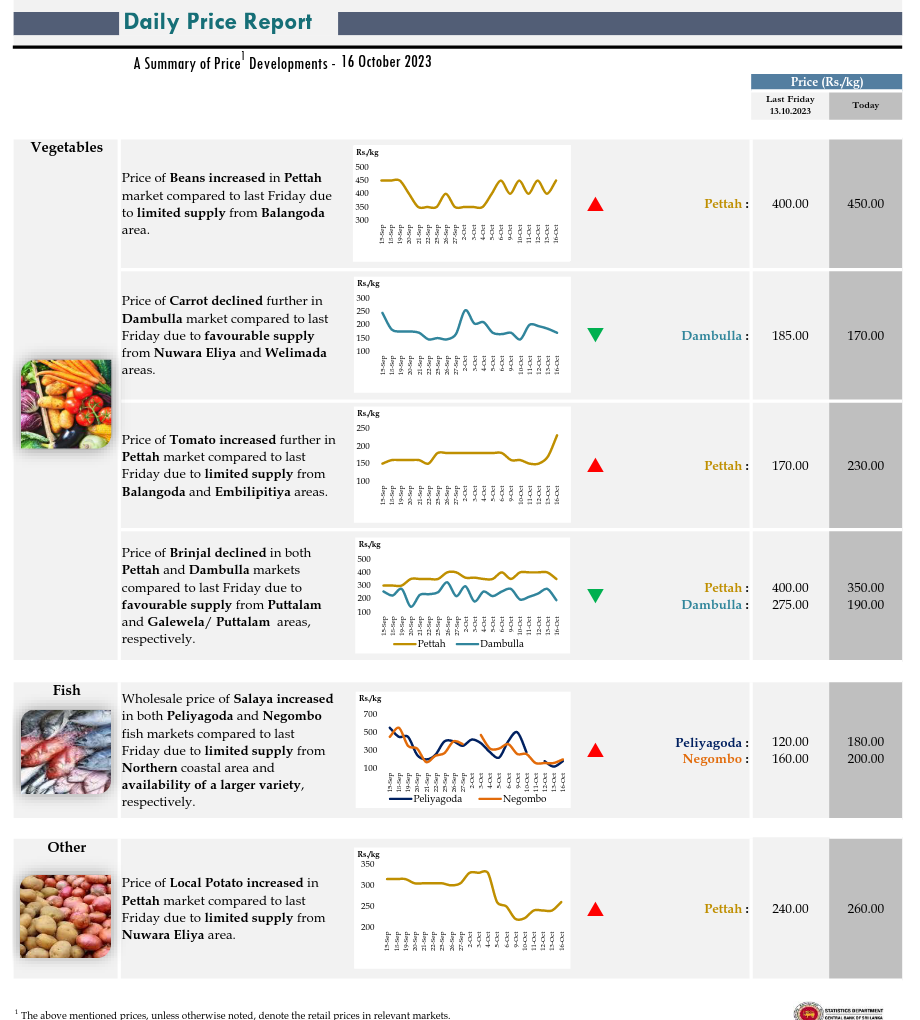 Daily Price Report
A Summary of Price1 Developments - 16 October 2023
Price (Rs./kg)
Last Friday
13.10.2023
Today
Vegetables
Price of Beans increased in Pettah
market compared to last Friday due
to limited supply from Balangoda
area.
Rs./kg
500
450
400
350
300
15-Sep 18-Sep 19-Sep 20-Sep 21-Sep 22-Sep 25-Sep 26-Sep 27-Sep 2-Oct 3-Oct 4-Oct 5-Oct 6-Oct 9-Oct 10-Oct 11-Oct 12-Oct 13-Oct 16-Oct
Pettah : 400.00 450.00
Price of Carrot declined further in
Dambulla market compared to last
Friday due to favourable supply
from Nuwara Eliya and Welimada
areas.
Rs./kg
300
250
200
150
100
15-Sep 18-Sep 19-Sep 20-Sep 21-Sep 22-Sep 25-Sep 26-Sep 27-Sep 2-Oct 3-Oct 4-Oct 5-Oct 6-Oct 9-Oct 10-Oct 11-Oct 12-Oct 13-Oct 16-Oct
Dambulla : 185.00 170.00
Price of Tomato increased further in
Pettah market compared to last
Friday due to limited supply from
Balangoda and Embilipitiya areas.
Rs./kg
250
200
150
100
15-Sep 18-Sep 19-Sep 20-Sep 21-Sep 22-Sep 25-Sep 26-Sep 27-Sep 2-Oct 3-Oct 4-Oct 5-Oct 6-Oct 9-Oct 10-Oct 11-Oct 12-Oct 13-Oct 16-Oct
Pettah : 170.00 230.00
Price of Brinjal declined in both
Pettah and Dambulla markets
compared to last Friday due to
favourable supply from Puttalam
and Galewela/ Puttalam areas,
respectively.
Rs./kg
500
400
300
200
100
15-Sep 18-Sep 19-Sep 20-Sep 21-Sep 22-Sep 25-Sep 26-Sep 27-Sep 2-Oct 3-Oct 4-Oct 5-Oct 6-Oct 9-Oct 10-Oct 11-Oct 12-Oct 13-Oct 16-Oct
Pettah Dambulla
Pettah : 400.00 350.00
Dambulla : 275.00 190.00
Fish
Wholesale price of Salaya increased
in both Peliyagoda and Negombo
fish markets compared to last
Friday due to limited supply from
Northern coastal area and
availability of a larger variety,
respectively.
Rs./kg
700
500
300
100
15-Sep 18-Sep 19-Sep 20-Sep 21-Sep 22-Sep 25-Sep 26-Sep 27-Sep 2-Oct 3-Oct 4-Oct 5-Oct 6-Oct 9-Oct 10-Oct 11-Oct 12-Oct 13-Oct 16-Oct
Peliyagoda Negombo
Peliyagoda : 120.00 180.00
Negombo : 160.00 200.00
Other
Price of Local Potato increased in
Pettah market compared to last
Friday due to limited supply from
Nuwara Eliya area.
Rs./kg
350
300
250
200
15-Sep 18-Sep 19-Sep 20-Sep 21-Sep 22-Sep 25-Sep 26-Sep 27-Sep 2-Oct 3-Oct 4-Oct 5-Oct 6-Oct 9-Oct 10-Oct 11-Oct 12-Oct 13-Oct 16-Oct
Pettah : 240.00 260.00
1 The above mentioned prices, unless otherwise noted, denote the retail prices in relevant markets.
STATISTICS DEPARTMENT
CENTRAL BANK OF SRI LANKA